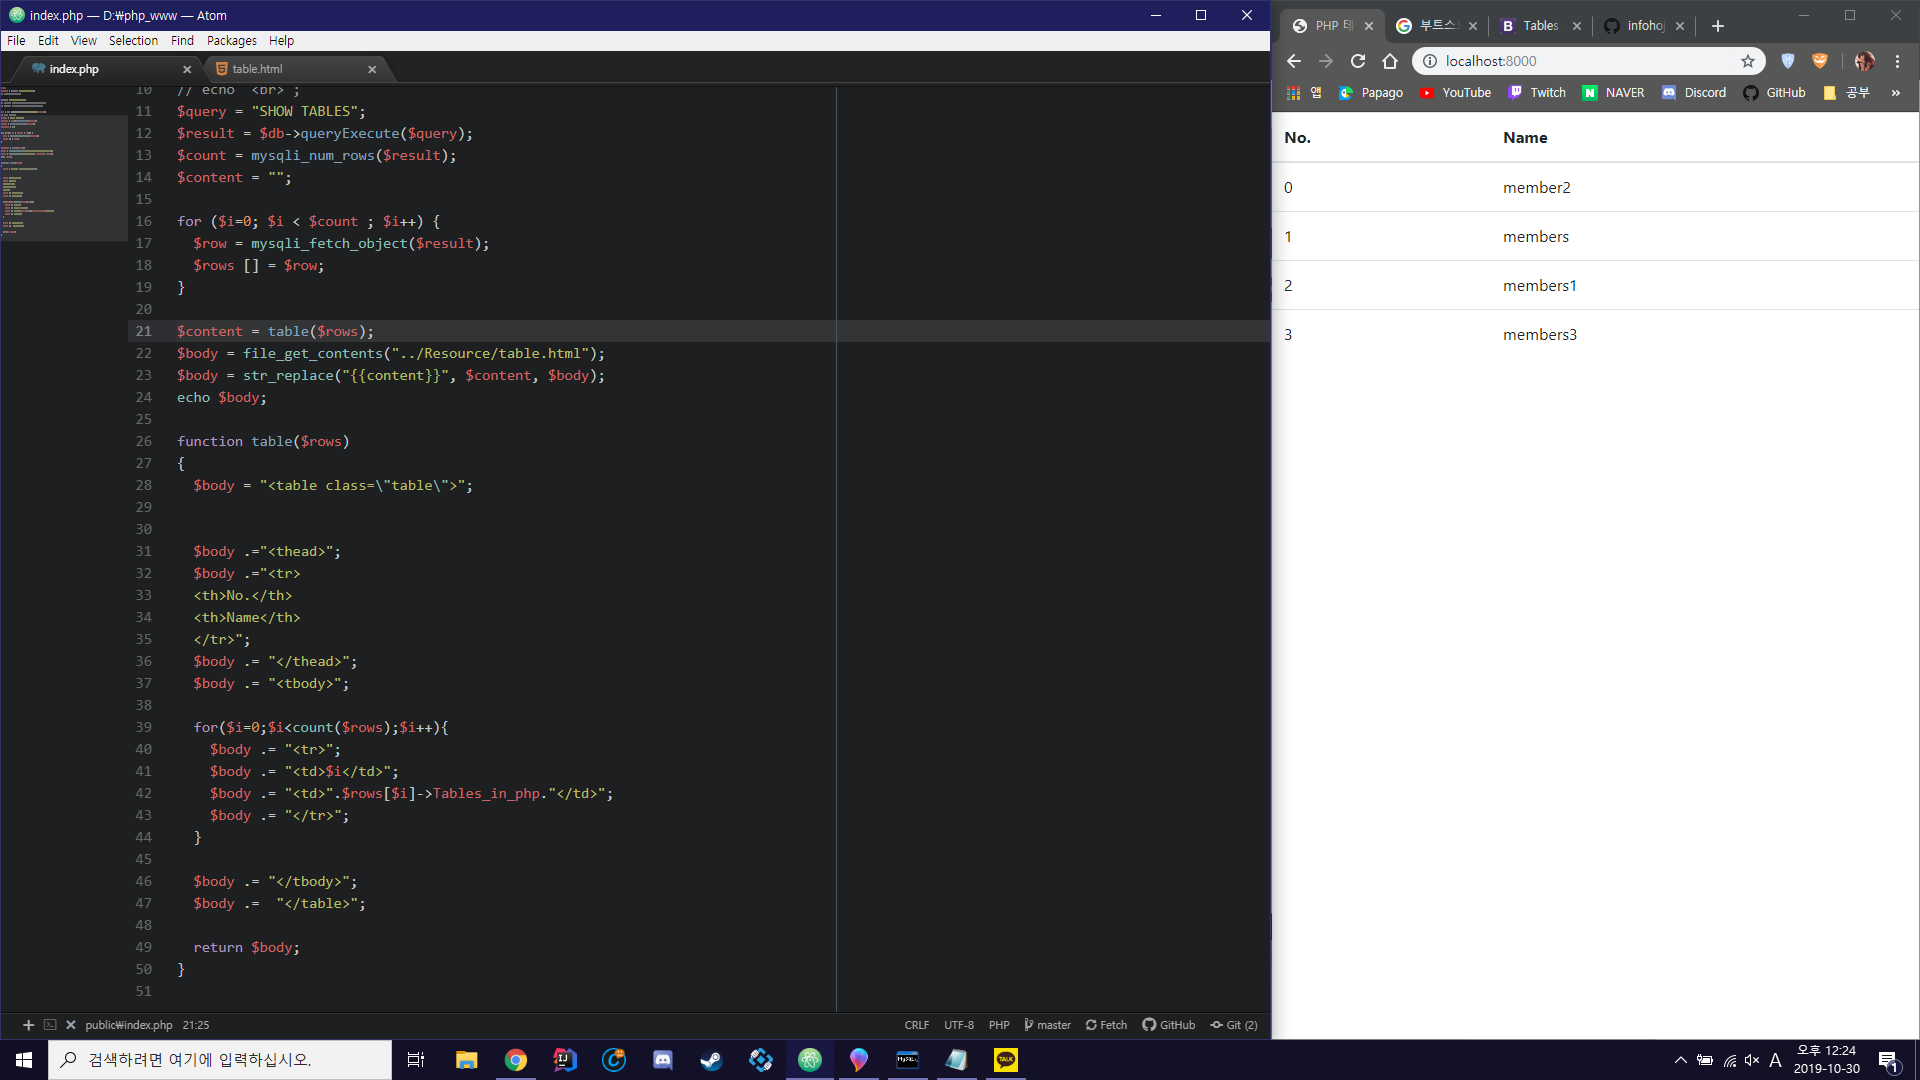 index.php — D:\php_www — Atom
File Edit View Selection Find Packages Help
index.php
table.html
10 // echo "<br>";
11 $query = "SHOW TABLES";
12 $result = $db->queryExecute($query);
13 $count = mysqli_num_rows($result);
14 $content = "";
15
16 for ($i=0; $i < $count ; $i++) {
17 $row = mysqli_fetch_object($result);
18 $rows [] = $row;
19 }
20
21 $content = table($rows);
22 $body = file_get_contents("../Resource/table.html");
23 $body = str_replace("{{content}}", $content, $body);
24 echo $body;
25
26 function table($rows)
27 {
28 $body = "<table class=\"table\">";
29
30
31 $body .="<thead>";
32 $body .="<tr>
33 <th>No.</th>
34 <th>Name</th>
35 </tr>";
36 $body .= "</thead>";
37 $body .= "<tbody>";
38
39 for($i=0;$i<count($rows);$i++){
40 $body .= "<tr>";
41 $body .= "<td>$i</td>";
42 $body .= "<td>".$rows[$i]->Tables_in_php."</td>";
43 $body .= "</tr>";
44 }
45
46 $body .= "</tbody>";
47 $body .=  "</table>";
48
49 return $body;
50 }
51
public₩index.php 21:25
CRLF UTF-8 PHP master Fetch GitHub Git (2)
PHP 테
부트스
Tables
infohoj
localhost:8000
앱 Papago YouTube Twitch NAVER Discord GitHub 공부 »
No. Name
0 member2
1 members
2 members1
3 members3
검색하려면 여기에 입력하십시오.
MySQL
TALK
A
오후 12:24
2019-10-30
1